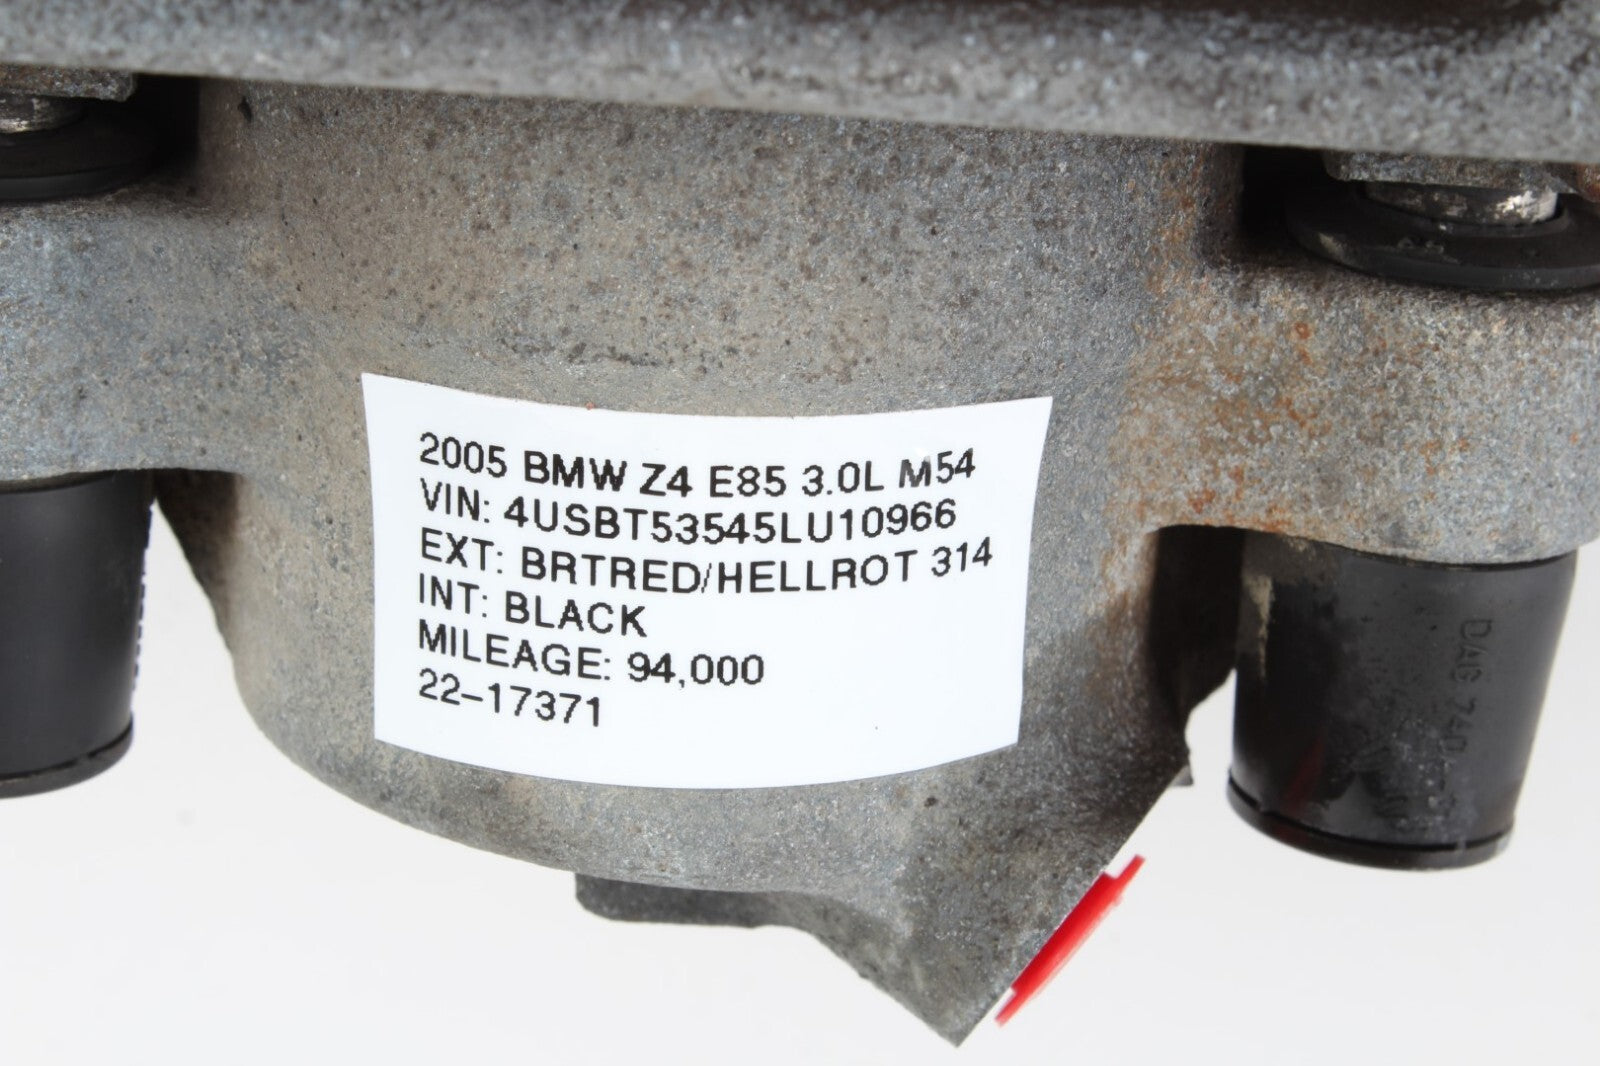 2005 BMW Z4 E85 3.0L M54
VIN: 4USBT53545LU10966
EXT: BRTRED/HELLROT 314
INT: BLACK
MILEAGE: 94,000
22-17371